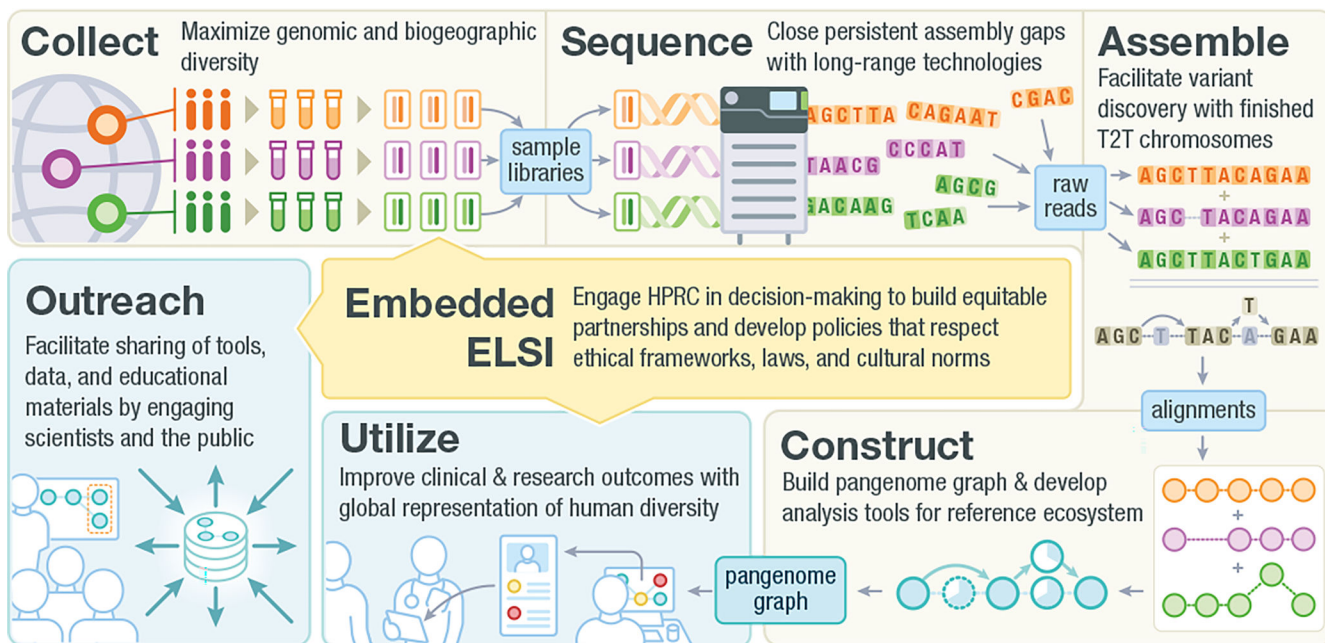 Collect
Maximize genomic and biogeographic
diversity
sample
libraries
Sequence
Close persistent assembly gaps
with long-range technologies
AGCTTA
CAGAAT
CGAC
TAACG
CCCAT
AGCG
GACAAG
TCAA
raw
reads
Assemble
Facilitate variant
discovery with finished
T2T chromosomes
AGCTTACAGAA
+
AGC TACAGAA
+
AGCTTACTGAA
T
AGC T TAC A GAA
alignments
Embedded
ELSI
Engage HPRC in decision-making to build equitable
partnerships and develop policies that respect
ethical frameworks, laws, and cultural norms
Outreach
Facilitate sharing of tools,
data, and educational
materials by engaging
scientists and the public
Utilize
Improve clinical & research outcomes with
global representation of human diversity
Construct
Build pangenome graph & develop
analysis tools for reference ecosystem
+
+
pangenome
graph